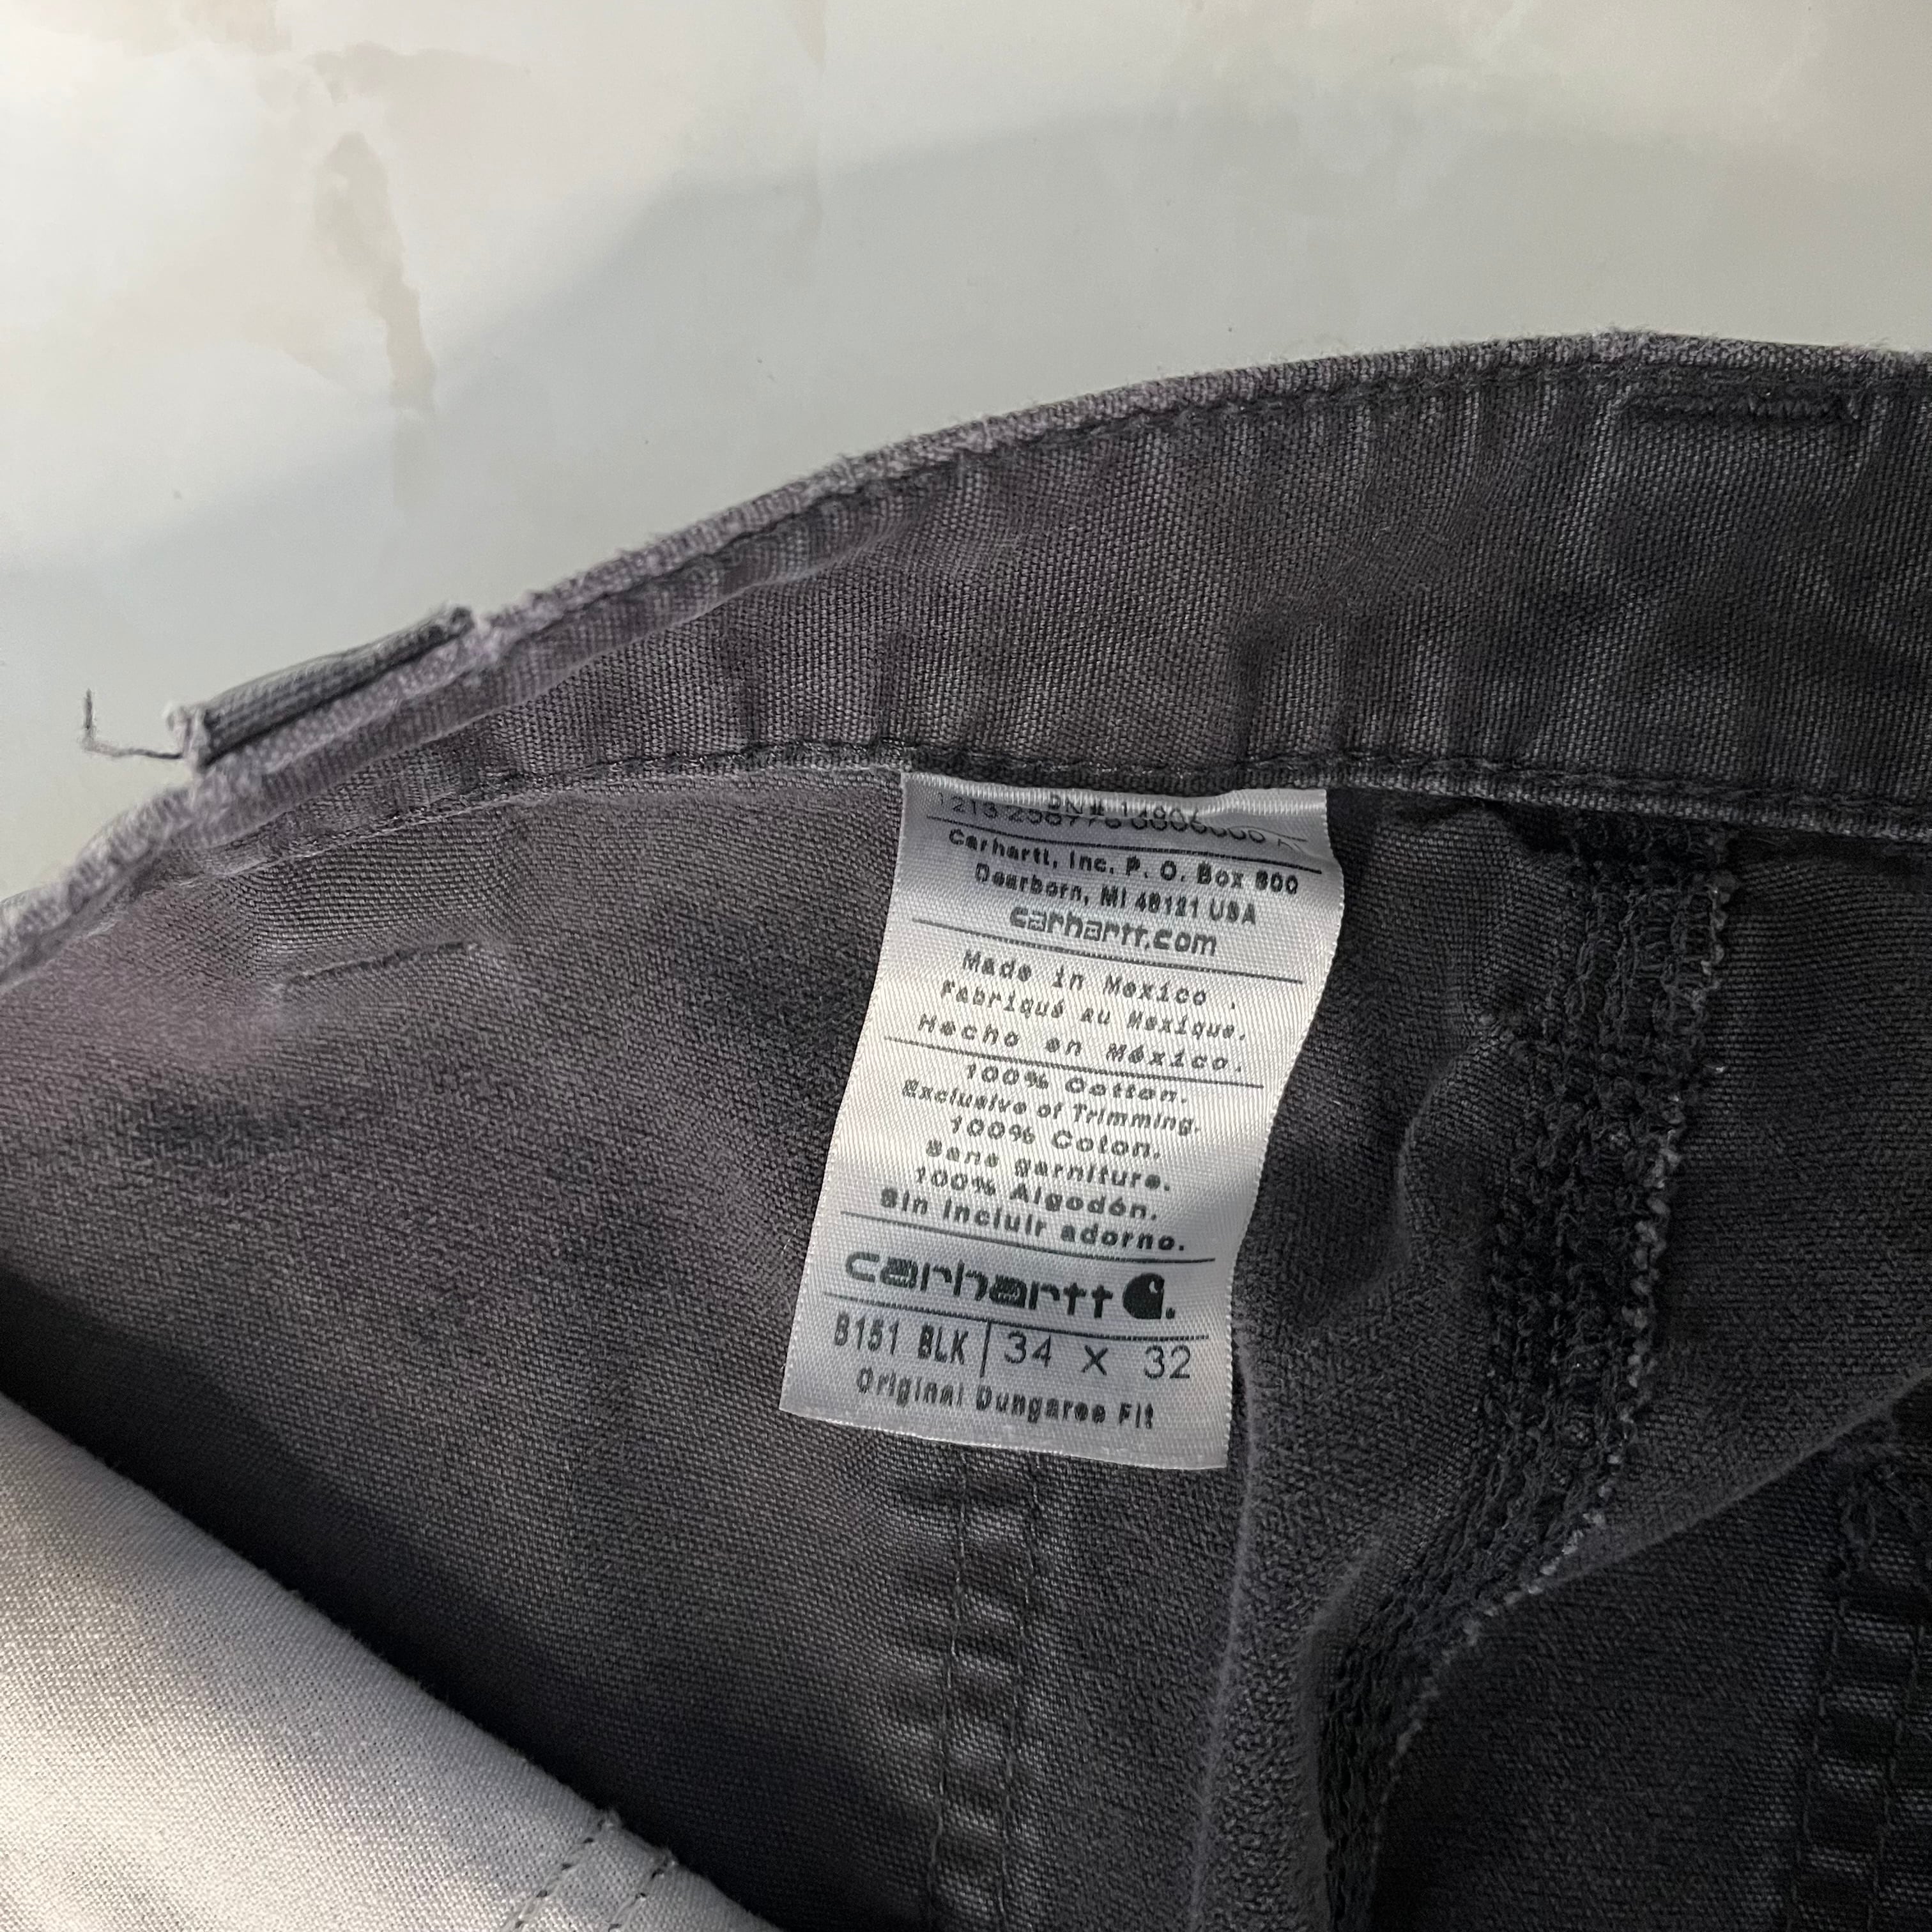 RN# 14806
Carhartt, Inc. P. O. Box 600
Dearborn, MI 48121 USA
carhartt.com
Made in Mexico .
Fabriqué au Mexique.
Hecho en México.
100% Cotton.
Exclusive of Trimming.
100% Coton.
Sans garniture.
100% Algodón.
Sin incluir adorno.
carhartt
B151 BLK | 34 X 32
Original Dungaree Fit